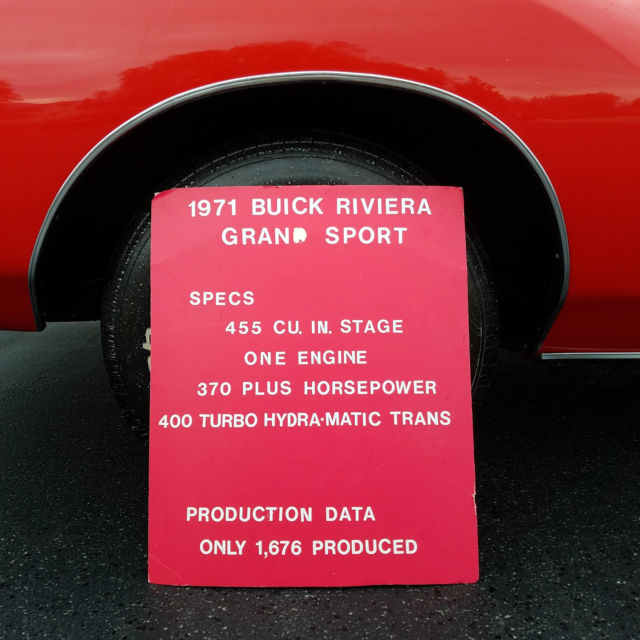 1971 BUICK RIVIERA
GRAND SPORT
SPECS
455 CU. IN. STAGE
ONE ENGINE
370 PLUS HORSEPOWER
400 TURBO HYDRA-MATIC TRANS
PRODUCTION DATA
ONLY 1,676 PRODUCED